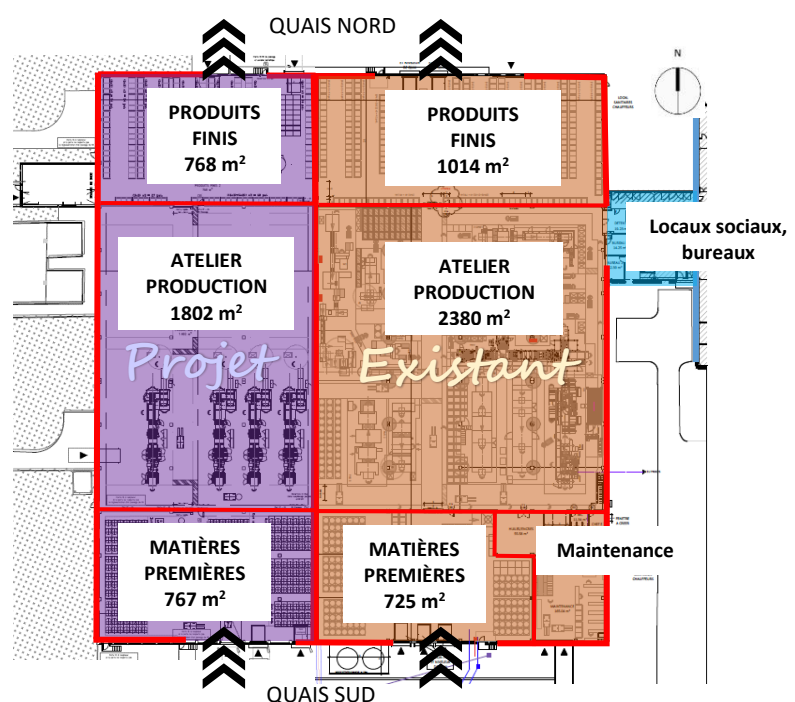 QUAIS NORD
N
PRODUITS
FINIS
768 m²
PRODUITS
FINIS
1014 m²
Locaux sociaux,
bureaux
ATELIER
PRODUCTION
1802 m²
ATELIER
PRODUCTION
2380 m²
Projet
Existant
MATIÈRES
PREMIÈRES
767 m²
MATIÈRES
PREMIÈRES
725 m²
Maintenance
QUAIS SUD